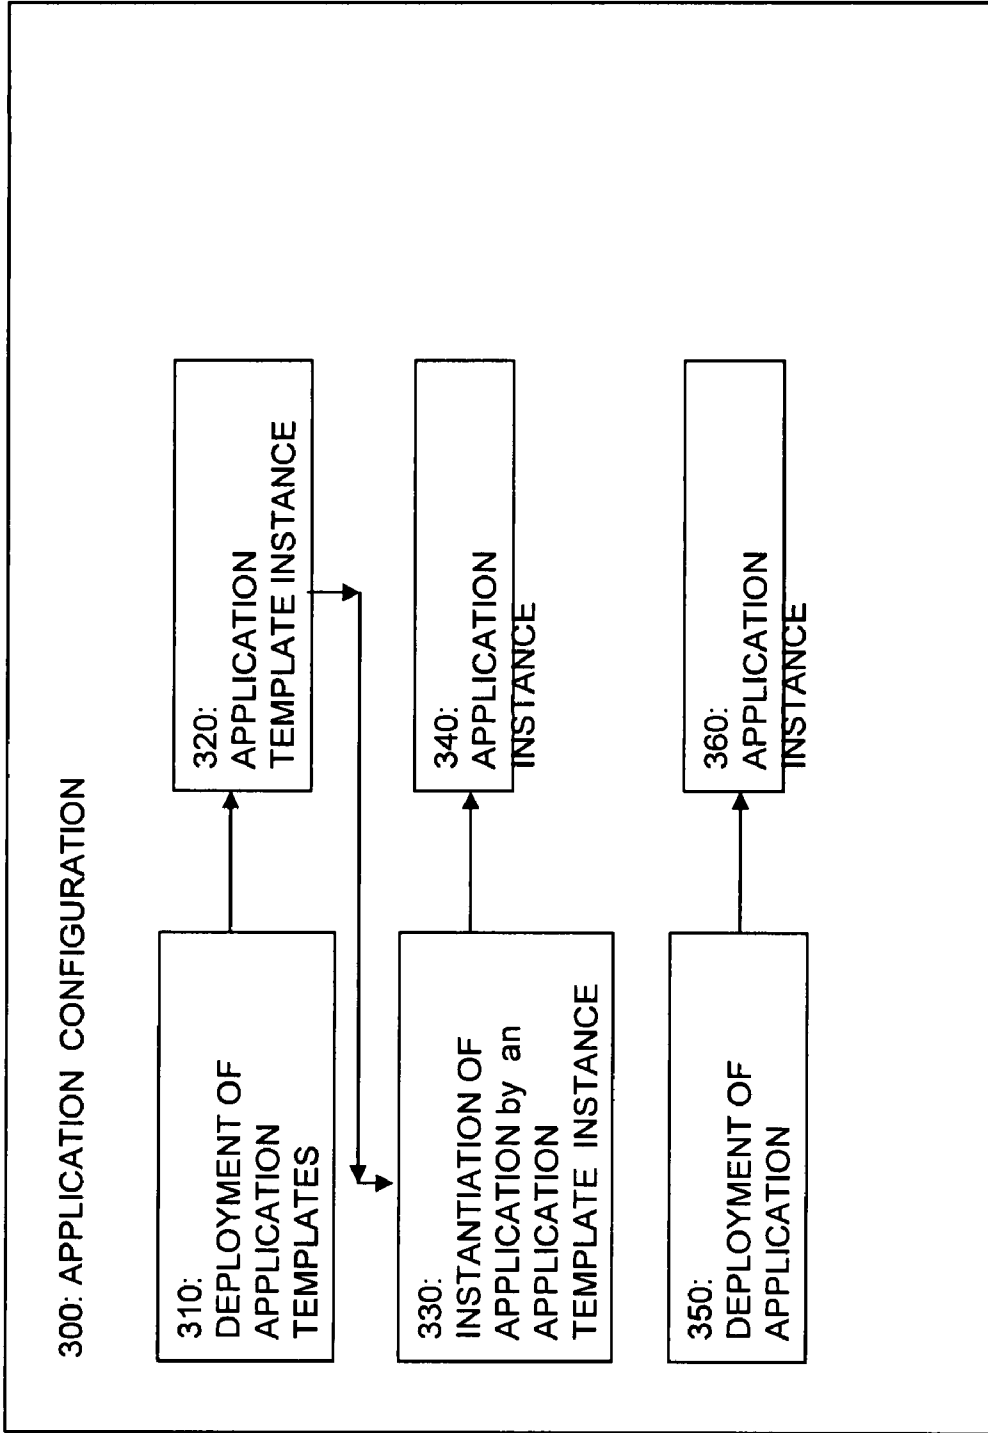 300: APPLICATION CONFIGURATION
310:
DEPLOYMENT OF
APPLICATION
TEMPLATES
320:
APPLICATION
TEMPLATE INSTANCE
330:
INSTANTIATION OF
APPLICATION by an
APPLICATION
TEMPLATE INSTANCE
340:
APPLICATION
INSTANCE
350:
DEPLOYMENT OF
APPLICATION
360:
APPLICATION
INSTANCE